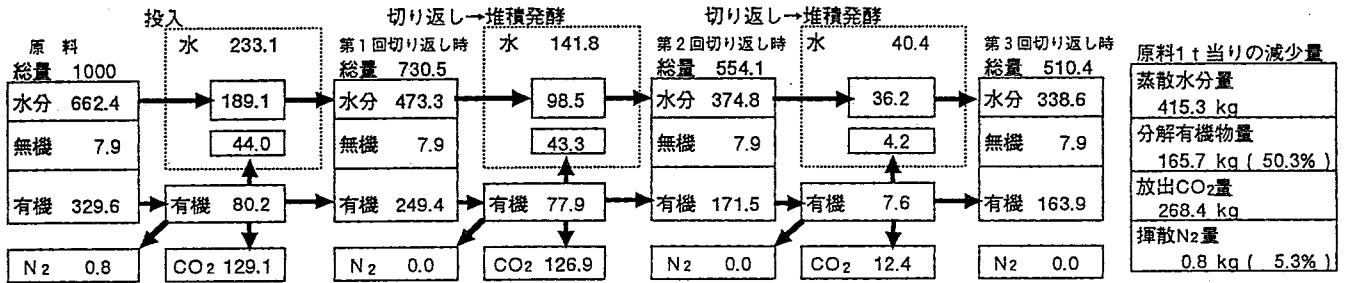 投入
切り返し→堆積発酵
切り返し→堆積発酵
原 料
総量 1000
水分 662.4
無機 7.9
有機 329.6
N2 0.8
水 233.1
189.1
44.0
有機 80.2
CO2 129.1
第1回切り返し時
総量 730.5
水分 473.3
無機 7.9
有機 249.4
N2 0.0
水 141.8
98.5
43.3
有機 77.9
CO2 126.9
第2回切り返し時
総量 554.1
水分 374.8
無機 7.9
有機 171.5
N2 0.0
水 40.4
36.2
4.2
有機 7.6
CO2 12.4
第3回切り返し時
総量 510.4
水分 338.6
無機 7.9
有機 163.9
N2 0.0
原料1t当りの減少量
蒸散水分量
415.3 kg
分解有機物量
165.7 kg ( 50.3% )
放出CO2量
268.4 kg
揮散N2量
0.8 kg ( 5.3% )